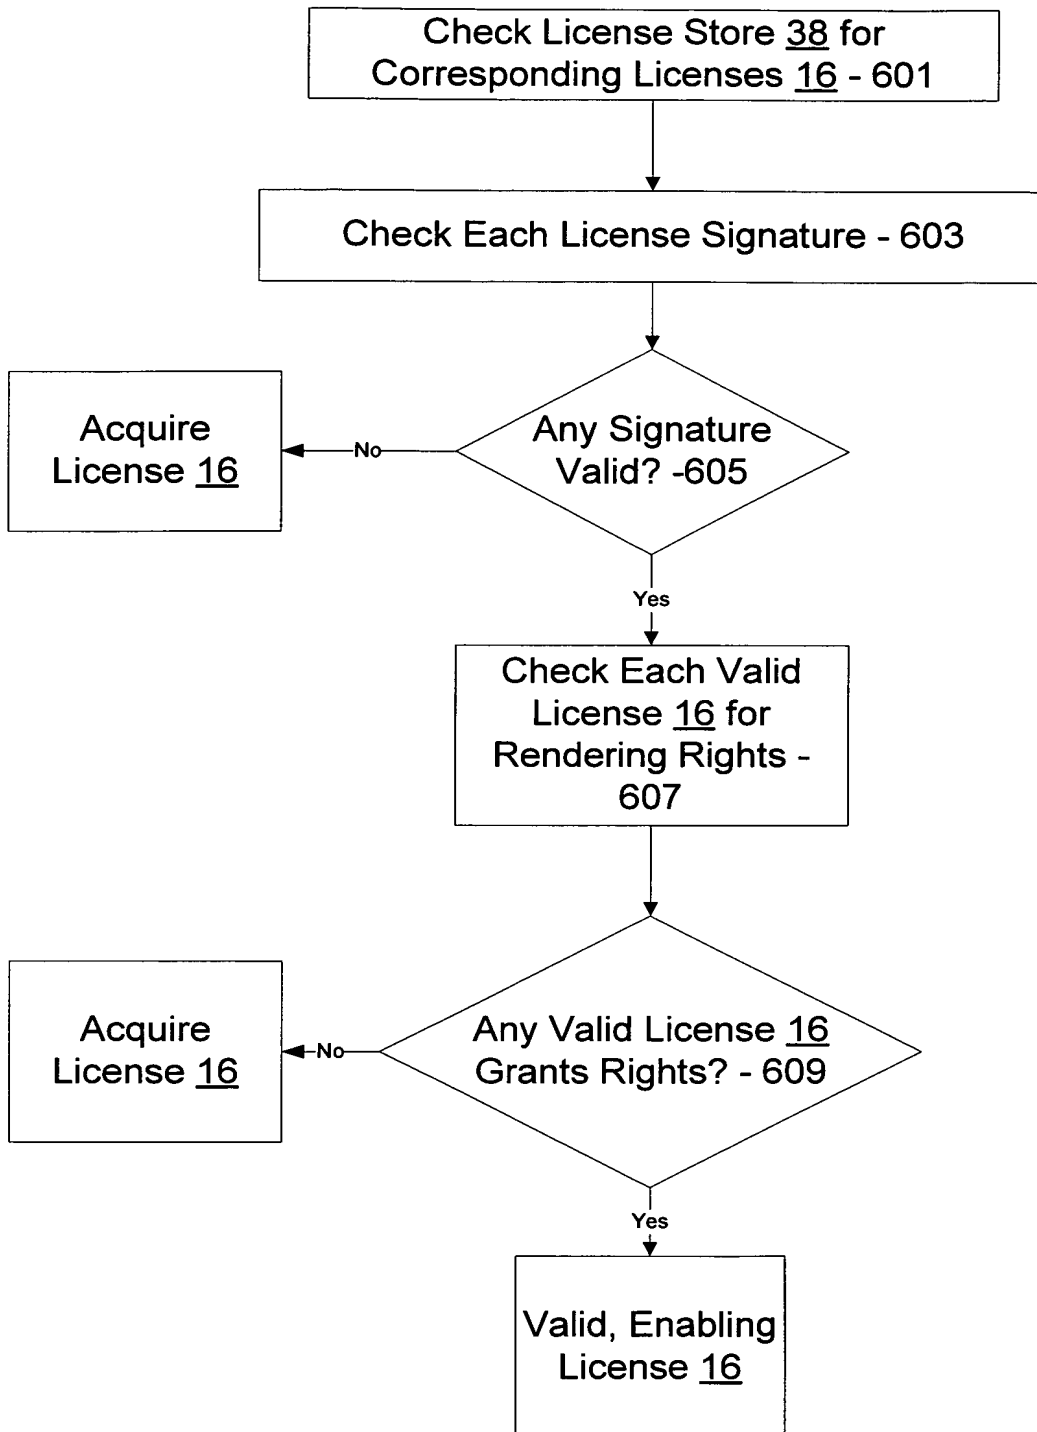 Check License Store 38 for
Corresponding Licenses 16 - 601
Check Each License Signature - 603
Any Signature
Valid? -605
No
Acquire
License 16
Yes
Check Each Valid
License 16 for
Rendering Rights -
607
Any Valid License 16
Grants Rights? - 609
No
Acquire
License 16
Yes
Valid, Enabling
License 16